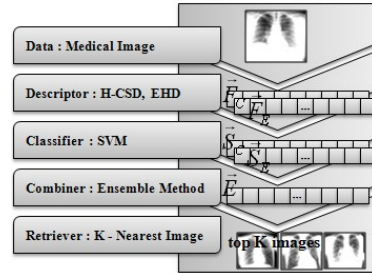 Data : Medical Image
Descriptor : H-CSD, EHD
F C F E
...
Classifier : SVM
S C S E
...
Combiner : Ensemble Method
E
...
Retriever : K - Nearest Image
top K images